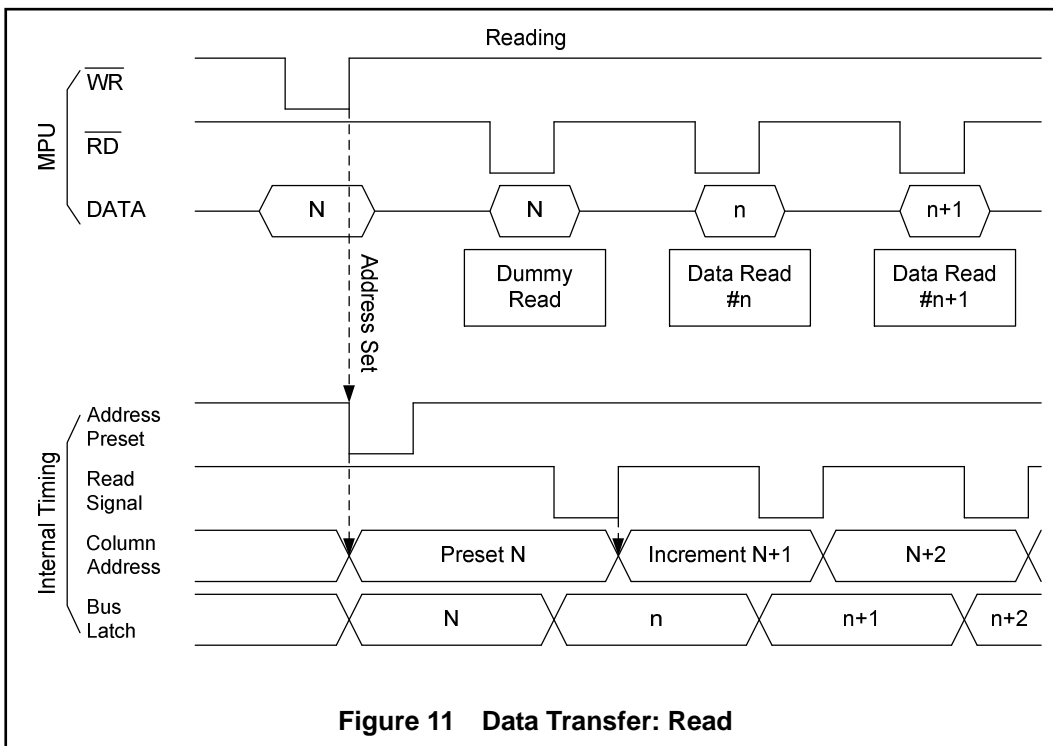 Reading
MPU
WR
RD
DATA
N
N
n
n+1
Dummy
Read
Data Read
#n
Data Read
#n+1
Address Set
Internal Timing
Address
Preset
Read
Signal
Column
Address
Preset N
Increment N+1
N+2
Bus
Latch
N
n
n+1
n+2
Figure 11 Data Transfer: Read